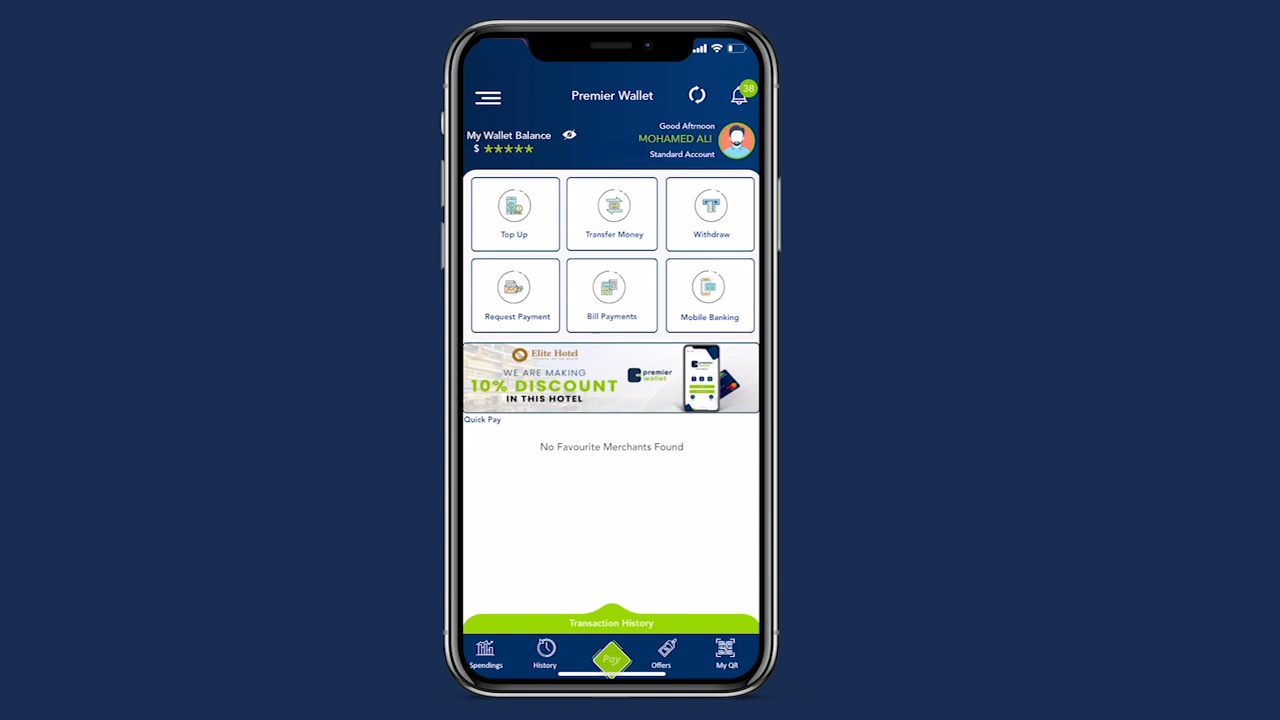 Premier Wallet
38
Good Aftrnoon
My Wallet Balance
MOHAMED ALI
$ *****
Standard Account
Top Up
Transfer Money
Withdraw
Request Payment
Bill Payments
Mobile Banking
Elite Hotel
WE ARE MAKING
10% DISCOUNT
IN THIS HOTEL
premier
wallet
Quick Pay
No Favourite Merchants Found
Transaction History
Spendings
History
Pay
Offers
My QR